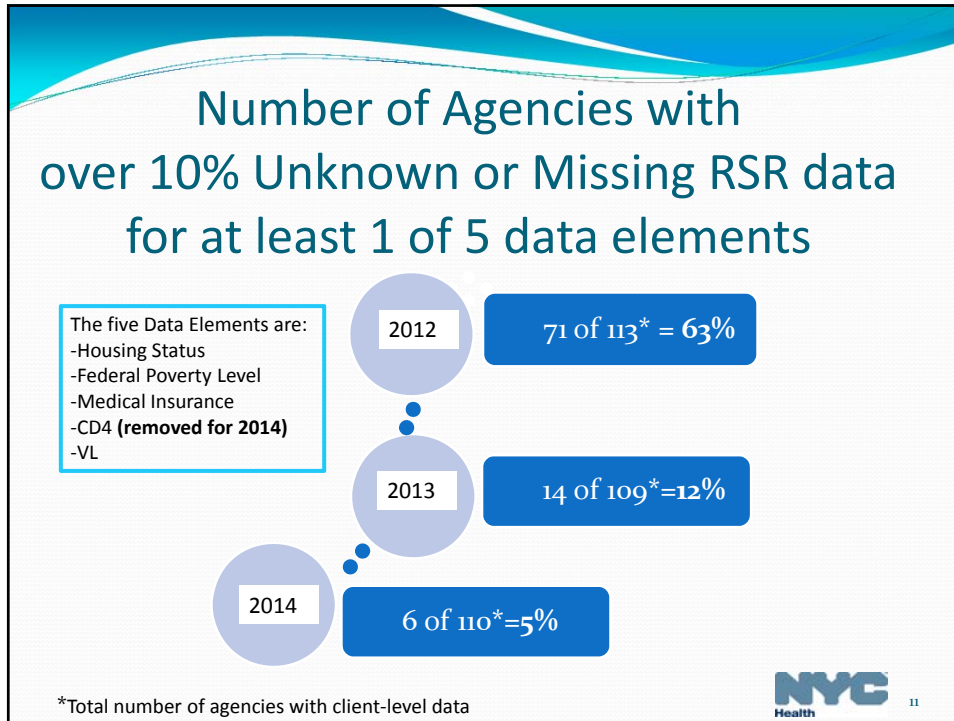 Number of Agencies with
over 10% Unknown or Missing RSR data
for at least 1 of 5 data elements
The five Data Elements are:
-Housing Status
-Federal Poverty Level
-Medical Insurance
-CD4 (removed for 2014)
-VL
2012
71 of 113* = 63%
2013
14 of 109*=12%
2014
6 of 110*=5%
*Total number of agencies with client-level data
NYC
Health
11